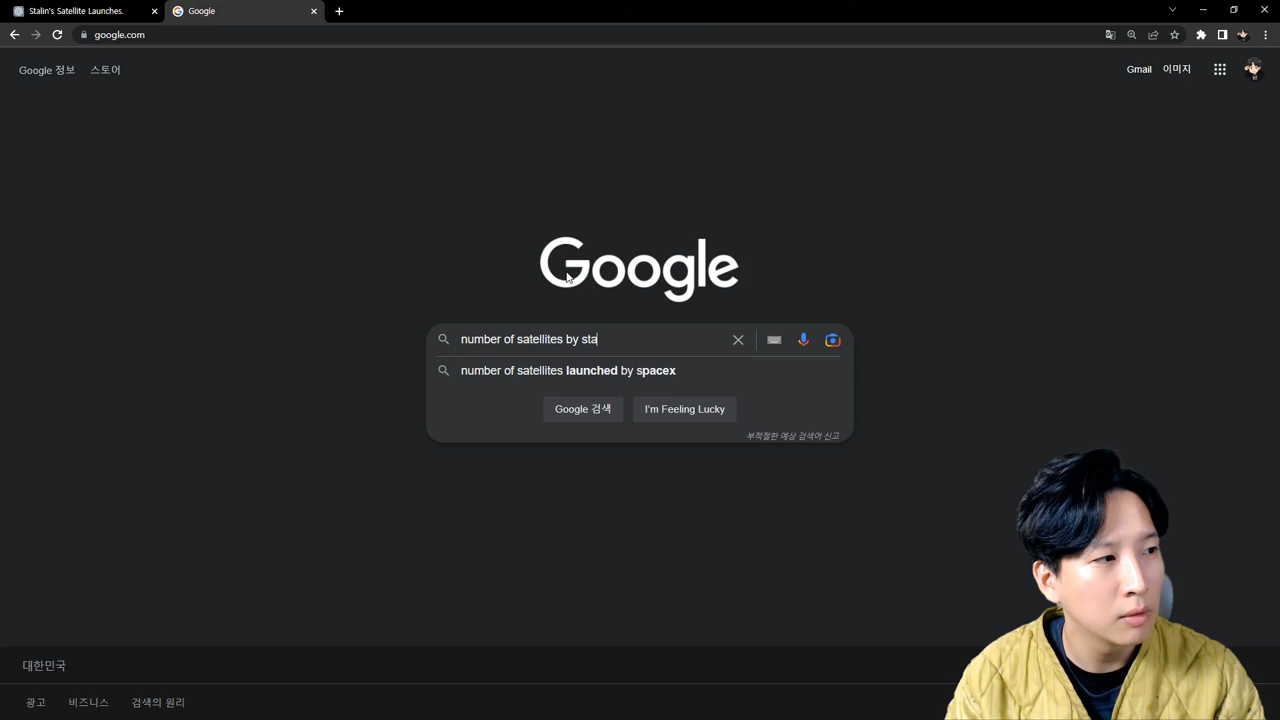 Stalin's Satellite Launches.
Google
google.com
Google 정보 스토어
Gmail 이미지
Google
number of satellites by sta
number of satellites launched by spacex
Google 검색 I'm Feeling Lucky
부적절한 예상 검색어 신고
대한민국
광고 비즈니스 검색의 원리